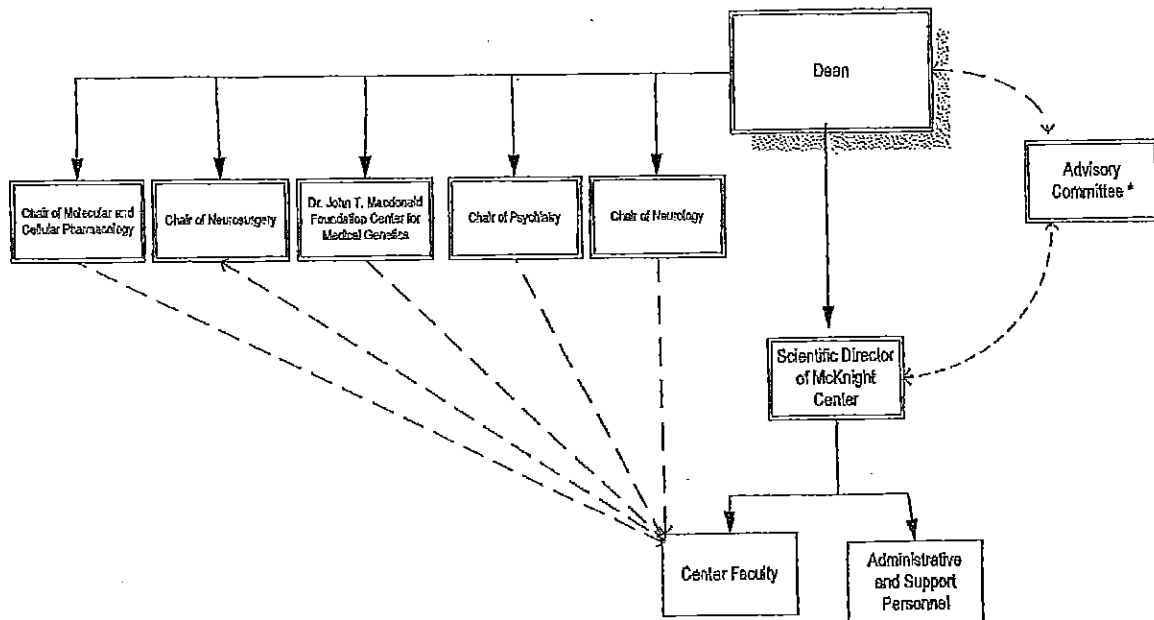 Dean
Advisory
Committee *
Chair of Molecular and
Cellular Pharmacology
Chair of Neurosurgery
Dr. John T. Macdonald
Foundation Center for
Medical Genetics
Chair of Psychiatry
Chair of Neurology
Scientific Director
of McKnight
Center
Center Faculty
Administrative
and Support
Personnel